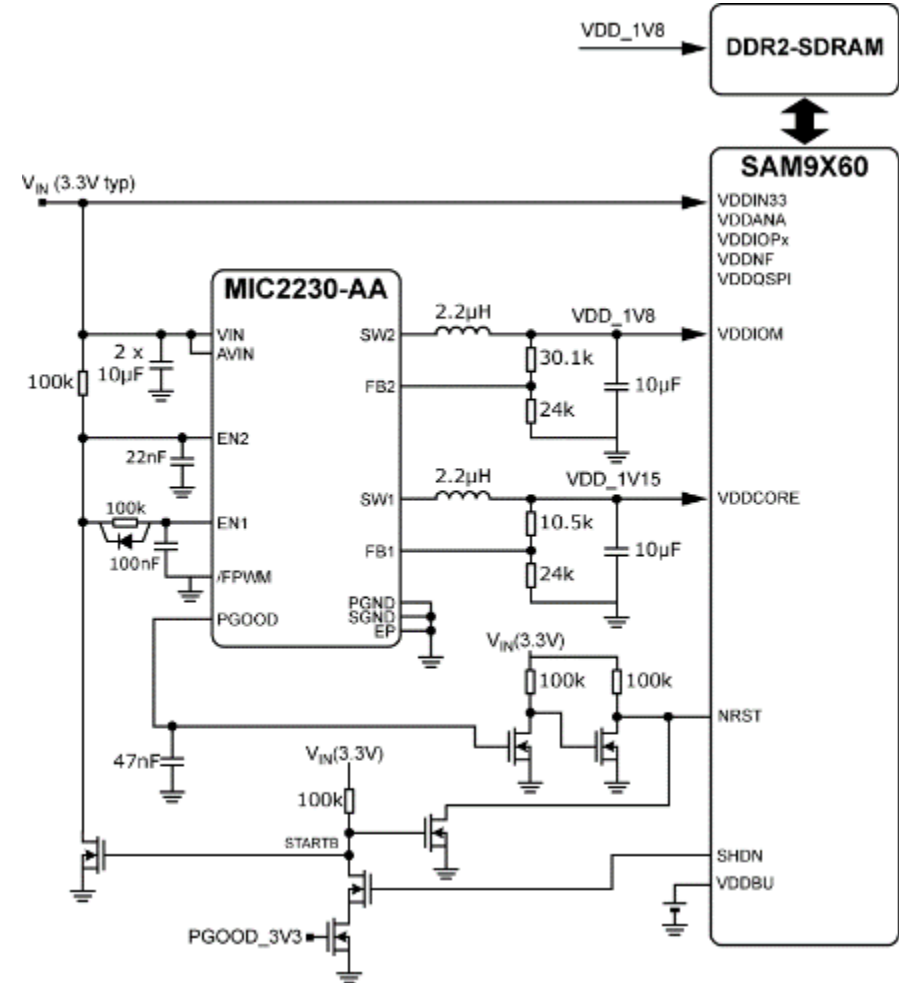 VDD_1V8
DDR2-SDRAM
SAM9X60
VIN (3.3V typ)
VDDIN33
VDDANA
VDDIOPx
VDDNF
VDDQSPI
MIC2230-AA
2.2µH
VDD_1V8
VIN
SW2
VDDIOM
AVIN
2 x
10µF
30.1k
100k
FB2
10µF
24k
EN2
22nF
2.2µH
VDD_1V15
SW1
VDDCORE
100k
EN1
10.5k
100nF
FB1
10µF
/FPWM
24k
PGND
PGOOD
SGND
EP
VIN(3.3V)
100k
100k
NRST
47nF
VIN(3.3V)
100k
STARTB
SHDN
VDDBU
PGOOD_3V3